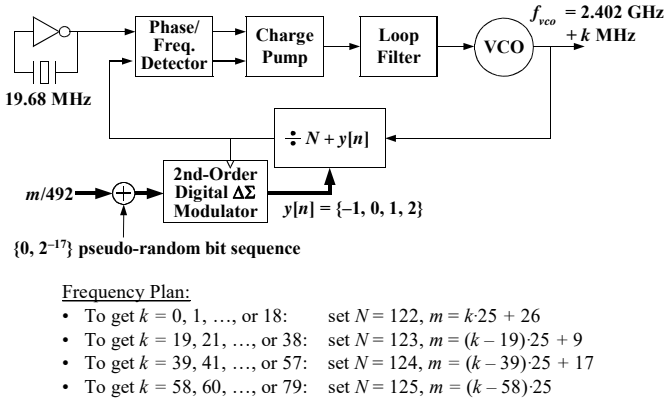 f_vco = 2.402 GHz
+ k MHz
Phase/
Freq.
Detector
Charge
Pump
Loop
Filter
VCO
19.68 MHz
÷ N + y[n]
m/492
2nd-Order
Digital ΔΣ
Modulator
y[n] = {–1, 0, 1, 2}
{0, 2⁻¹⁷} pseudo-random bit sequence
Frequency Plan:
• To get k = 0, 1, …, or 18: set N = 122, m = k·25 + 26
• To get k = 19, 21, …, or 38: set N = 123, m = (k – 19)·25 + 9
• To get k = 39, 41, …, or 57: set N = 124, m = (k – 39)·25 + 17
• To get k = 58, 60, …, or 79: set N = 125, m = (k – 58)·25